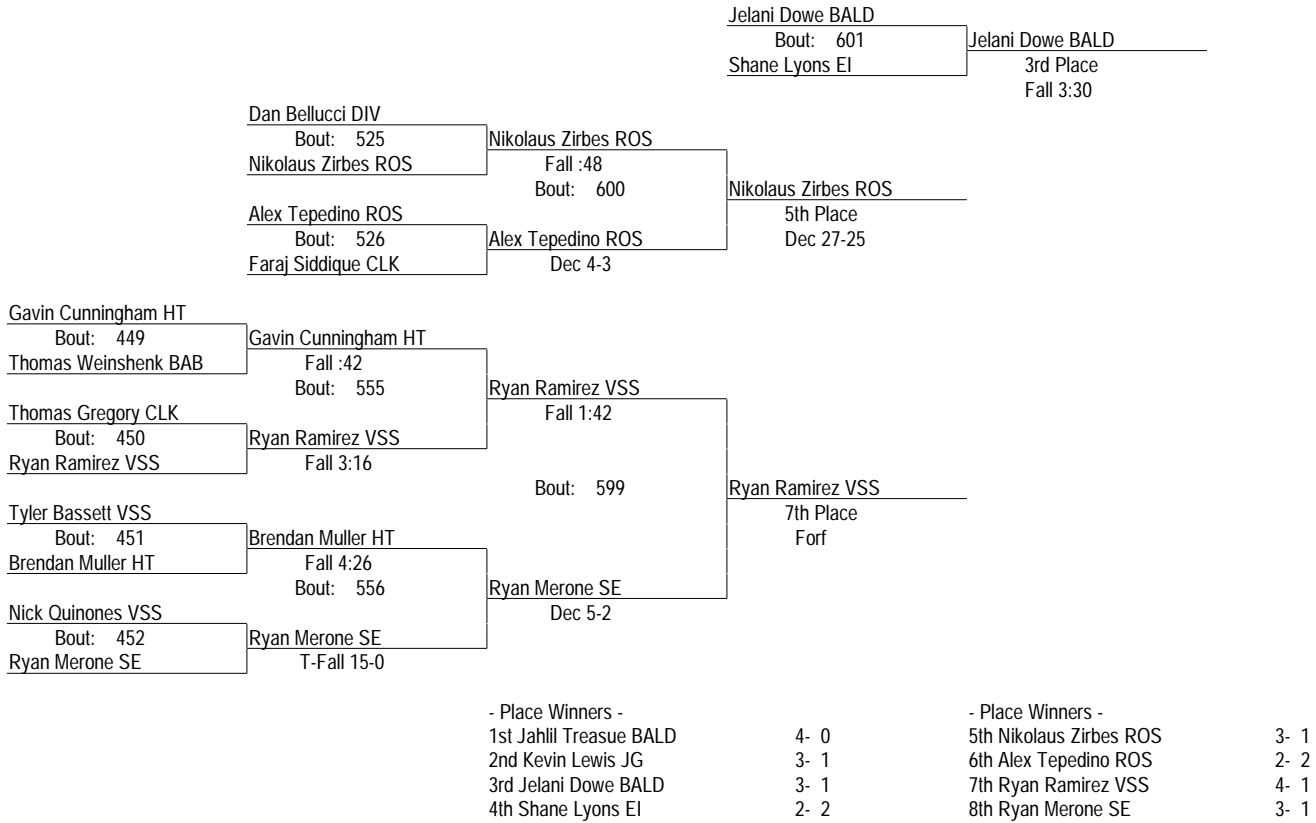 Jelani Dowe BALD
Bout: 601
Jelani Dowe BALD
Shane Lyons EI
3rd Place
Fall 3:30
Dan Bellucci DIV
Bout: 525
Nikolaus Zirbes ROS
Nikolaus Zirbes ROS
Fall :48
Bout: 600
Nikolaus Zirbes ROS
Alex Tepedino ROS
5th Place
Bout: 526
Alex Tepedino ROS
Dec 27-25
Faraj Siddique CLK
Dec 4-3
Gavin Cunningham HT
Bout: 449
Gavin Cunningham HT
Thomas Weinshenk BAB
Fall :42
Bout: 555
Ryan Ramirez VSS
Thomas Gregory CLK
Fall 1:42
Bout: 450
Ryan Ramirez VSS
Ryan Ramirez VSS
Fall 3:16
Bout: 599
Ryan Ramirez VSS
Tyler Bassett VSS
7th Place
Bout: 451
Brendan Muller HT
Forf
Brendan Muller HT
Fall 4:26
Bout: 556
Ryan Merone SE
Nick Quinones VSS
Dec 5-2
Bout: 452
Ryan Merone SE
Ryan Merone SE
T-Fall 15-0
- Place Winners -
1st Jahlil Treasue BALD 4- 0
2nd Kevin Lewis JG 3- 1
3rd Jelani Dowe BALD 3- 1
4th Shane Lyons EI 2- 2
- Place Winners -
5th Nikolaus Zirbes ROS 3- 1
6th Alex Tepedino ROS 2- 2
7th Ryan Ramirez VSS 4- 1
8th Ryan Merone SE 3- 1